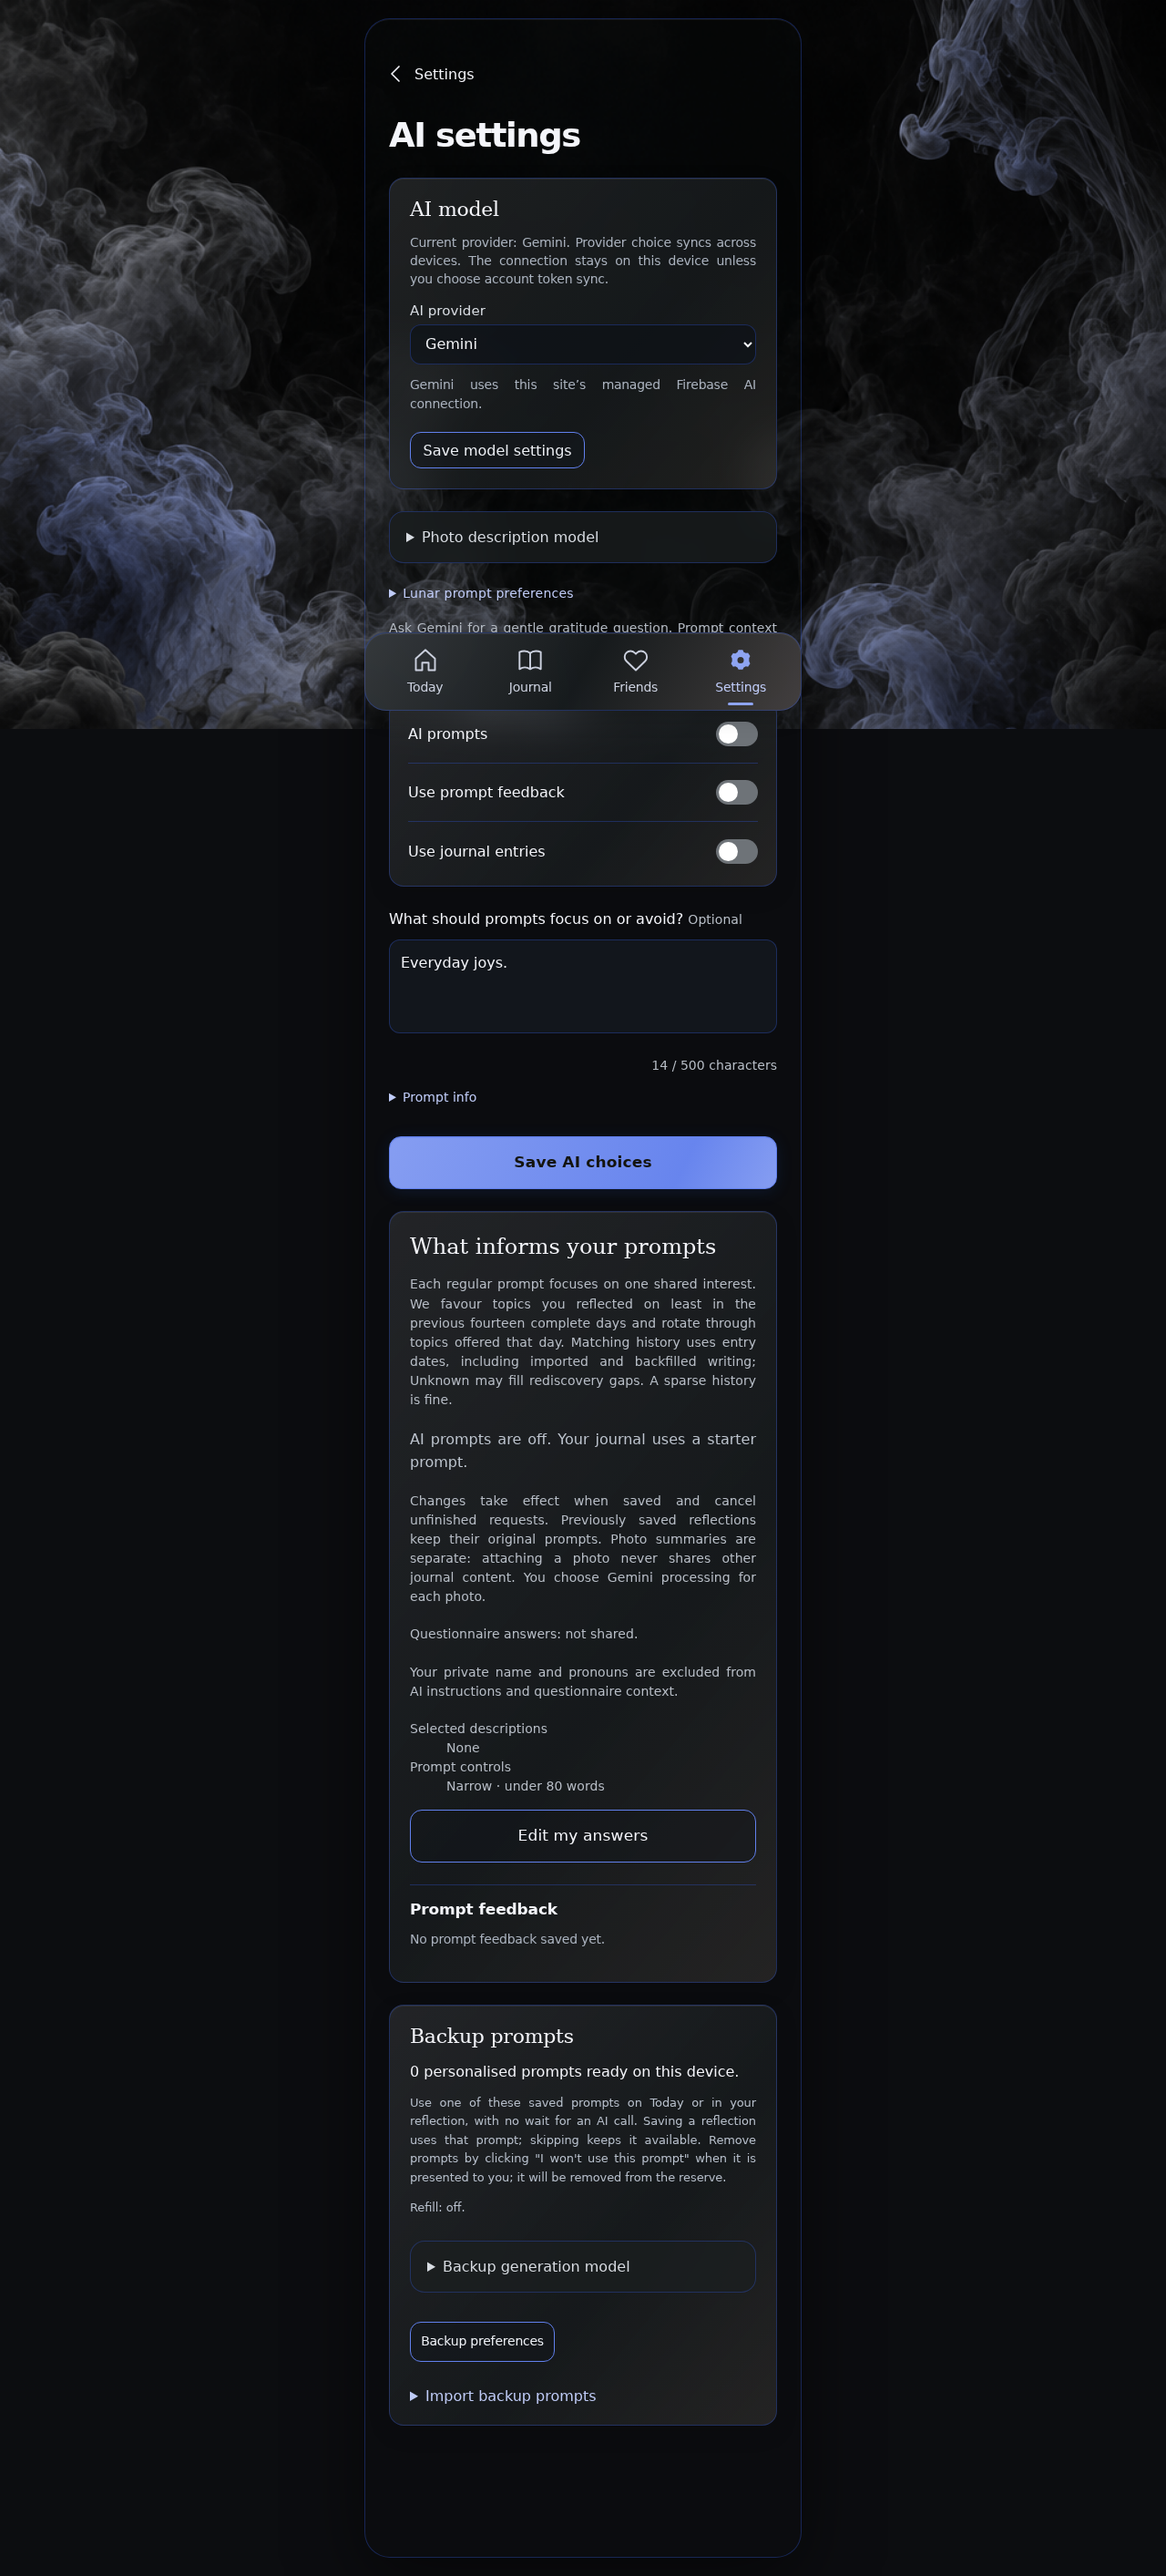 Settings
AI settings
AI model
Current provider: Gemini. Provider choice syncs across
devices. The connection stays on this device unless
you choose account token sync.
AI provider
Gemini
Gemini uses this site’s managed Firebase AI
connection.
Save model settings
Photo description model
Lunar prompt preferences
Ask Gemini for a gentle gratitude question. Prompt context
Today
Journal
Friends
Settings
AI prompts
Use prompt feedback
Use journal entries
What should prompts focus on or avoid? Optional
Everyday joys.
14 / 500 characters
Prompt info
Save AI choices
What informs your prompts
Each regular prompt focuses on one shared interest.
We favour topics you reflected on least in the
previous fourteen complete days and rotate through
topics offered that day. Matching history uses entry
dates, including imported and backfilled writing;
Unknown may fill rediscovery gaps. A sparse history
is fine.
AI prompts are off. Your journal uses a starter
prompt.
Changes take effect when saved and cancel
unfinished requests. Previously saved reflections
keep their original prompts. Photo summaries are
separate: attaching a photo never shares other
journal content. You choose Gemini processing for
each photo.
Questionnaire answers: not shared.
Your private name and pronouns are excluded from
AI instructions and questionnaire context.
Selected descriptions
None
Prompt controls
Narrow · under 80 words
Edit my answers
Prompt feedback
No prompt feedback saved yet.
Backup prompts
0 personalised prompts ready on this device.
Use one of these saved prompts on Today or in your
reflection, with no wait for an AI call. Saving a reflection
uses that prompt; skipping keeps it available. Remove
prompts by clicking "I won't use this prompt" when it is
presented to you; it will be removed from the reserve.
Refill: off.
Backup generation model
Backup preferences
Import backup prompts